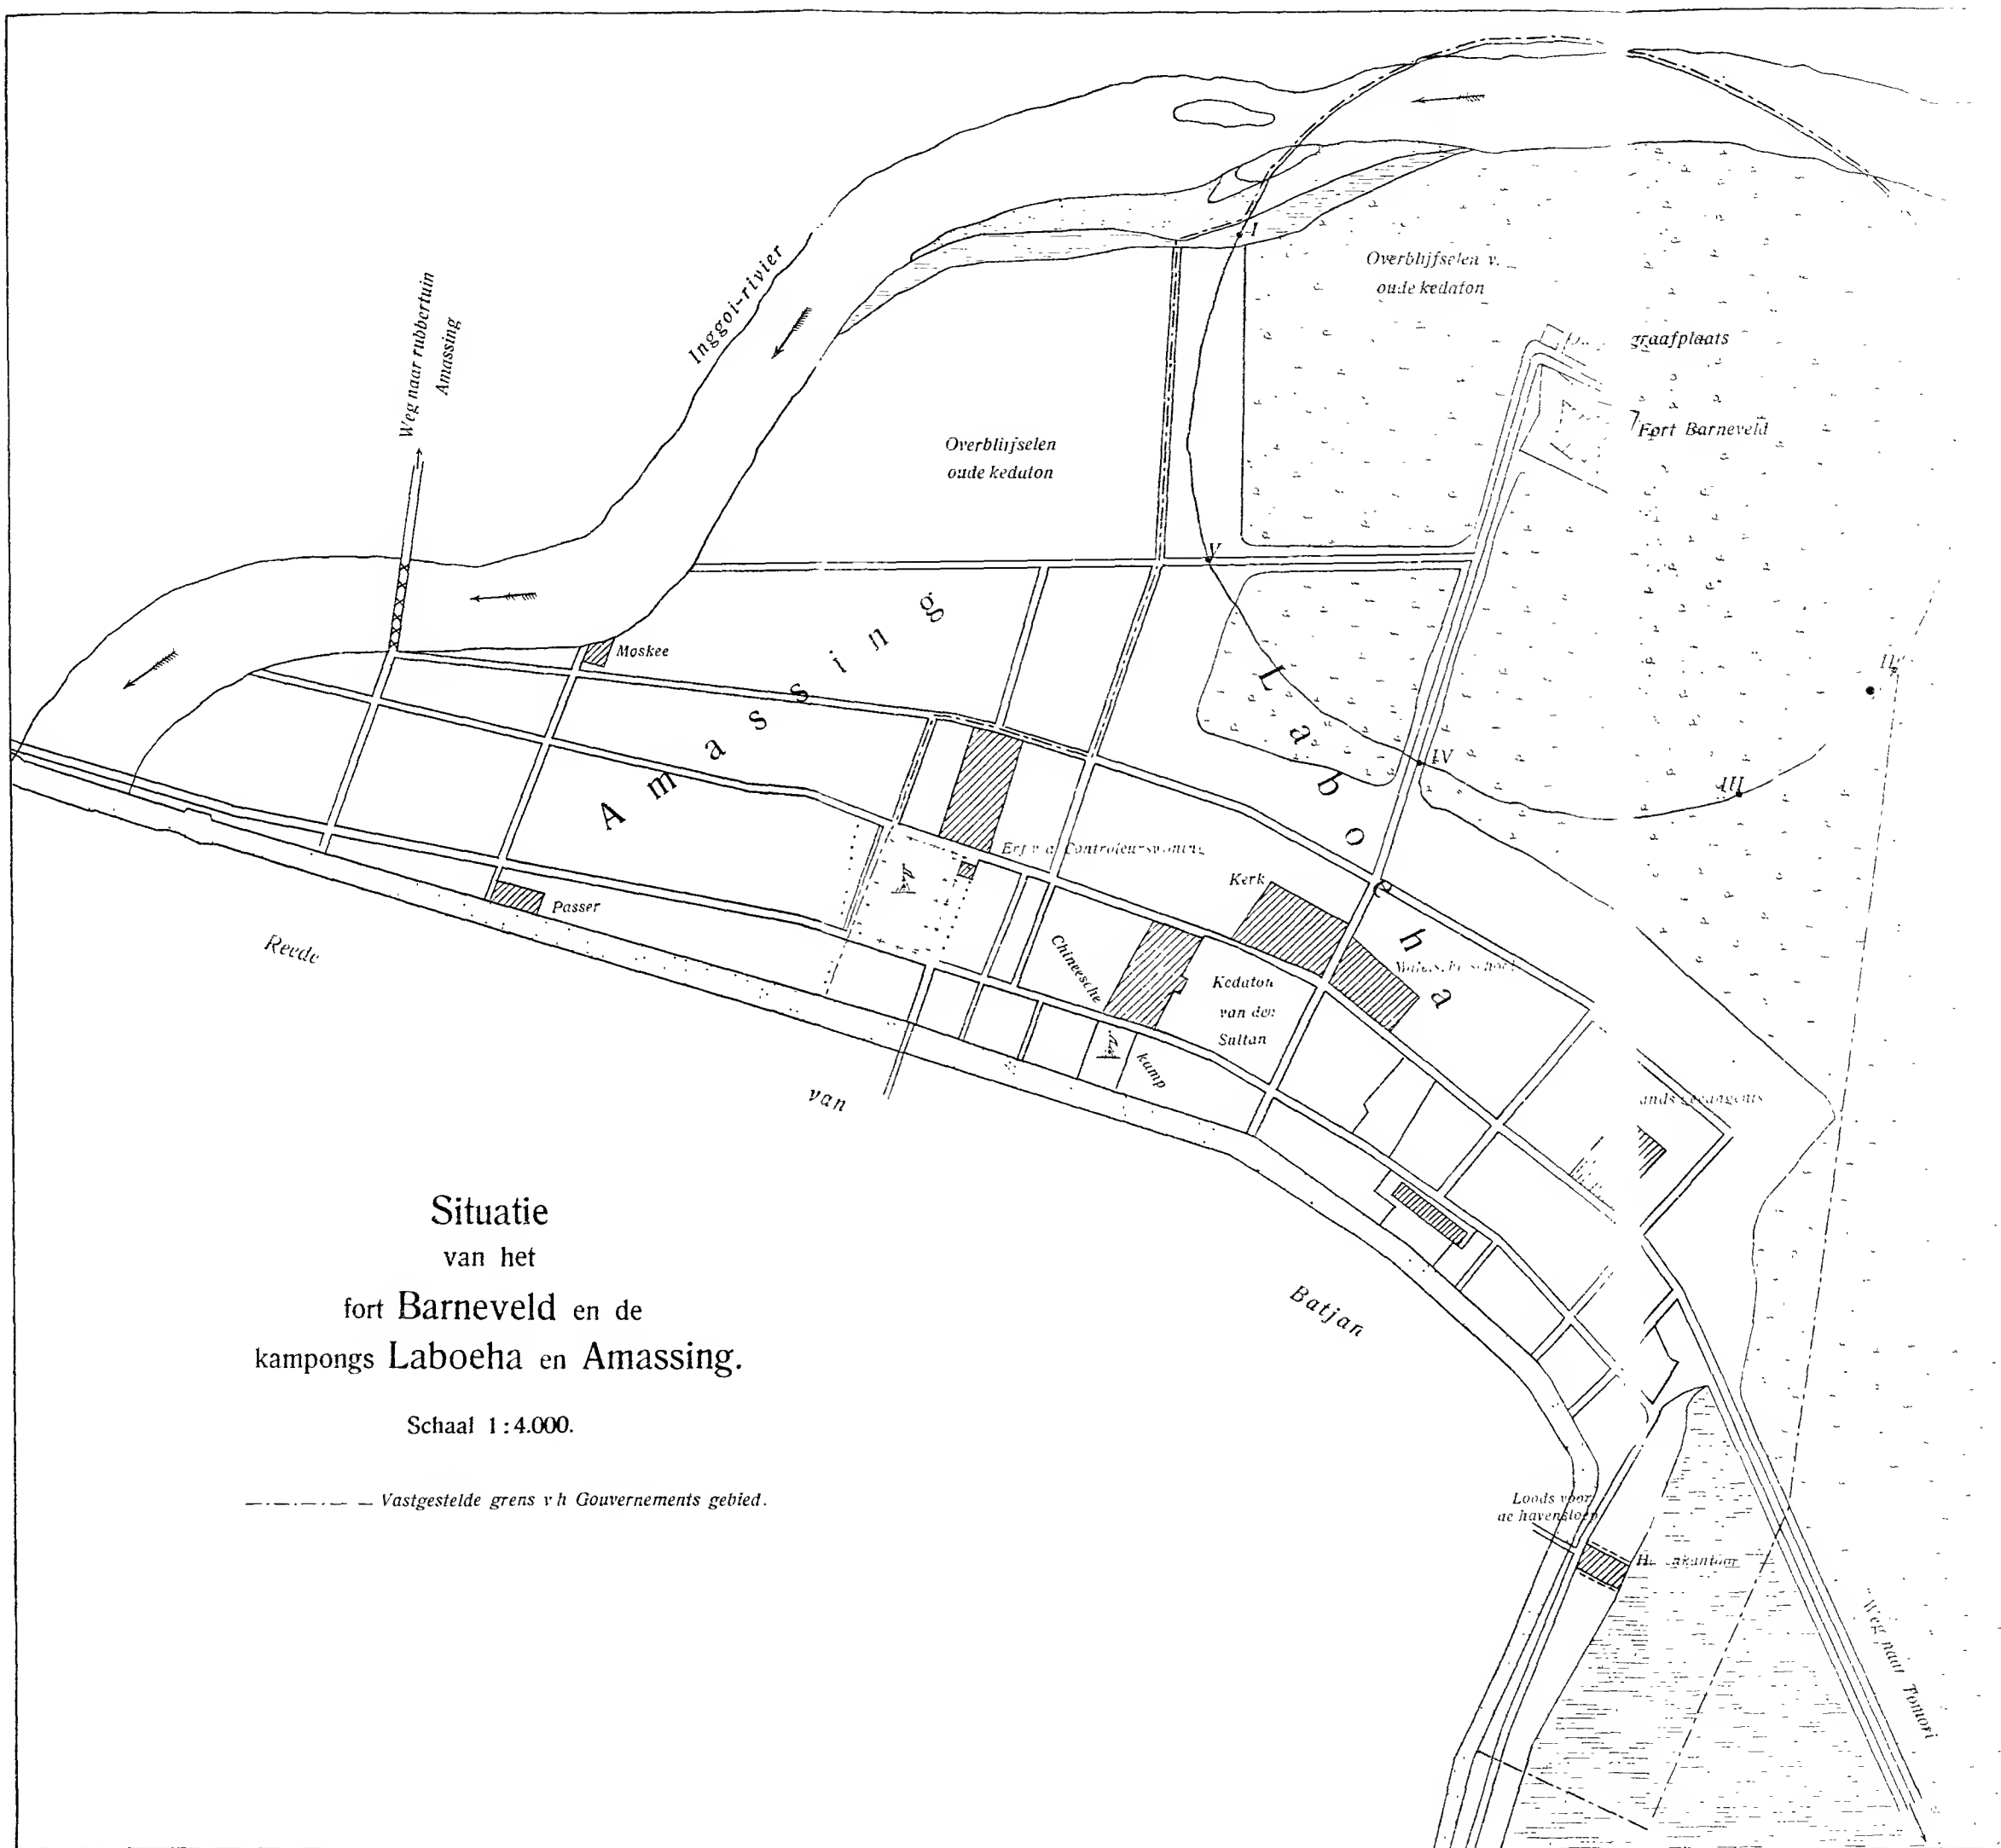 Inggoi-rivier
Weg naar rubbertuin
Amassing
Overblijfselen v.
oude kedaton
graafplaats
Fort Barneveld
Overblijfselen
oude kedaton
I
V
IV
III
Moskee
Amassing
Laboeha
Erf v d Controleurswoning
Kerk
Passer
Chineesche
kamp
Kedaton
van den
Sultan
Reede
van
Batjan
Situatie
van het
fort Barneveld en de
kampongs Laboeha en Amassing.
Schaal 1:4.000.
Vastgestelde grens v h Gouvernements gebied.
Loods voor
de havensloep
Weg naar Tomori